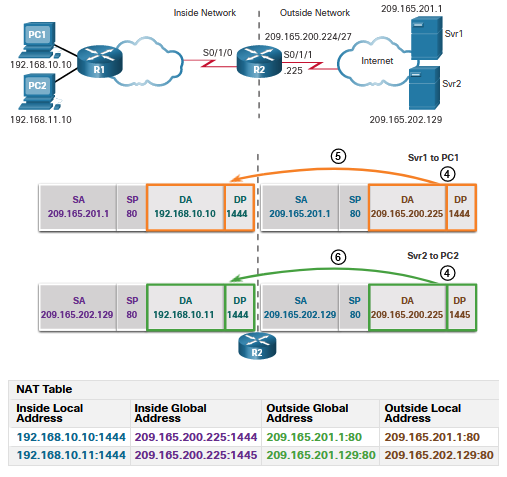 Inside Network
Outside Network
209.165.201.1
PC1
209.165.200.224/27
Svr1
S0/1/0
S0/1/1
Internet
192.168.10.10
R1
R2
.225
PC2
Svr2
192.168.11.10
209.165.202.129
5
Svr1 to PC1
4
SA SP DA DP SA SP DA DP
209.165.201.1 80 192.168.10.10 1444 209.165.201.1 80 209.165.200.225 1444
6
Svr2 to PC2
4
SA SP DA DP SA SP DA DP
209.165.202.129 80 192.168.10.11 1444 209.165.202.129 80 209.165.200.225 1445
R2
NAT Table
Inside Local Address Inside Global Address Outside Global Address Outside Local Address
192.168.10.10:1444 209.165.200.225:1444 209.165.201.1:80 209.165.201.1:80
192.168.10.11:1444 209.165.200.225:1445 209.165.201.129:80 209.165.202.129:80